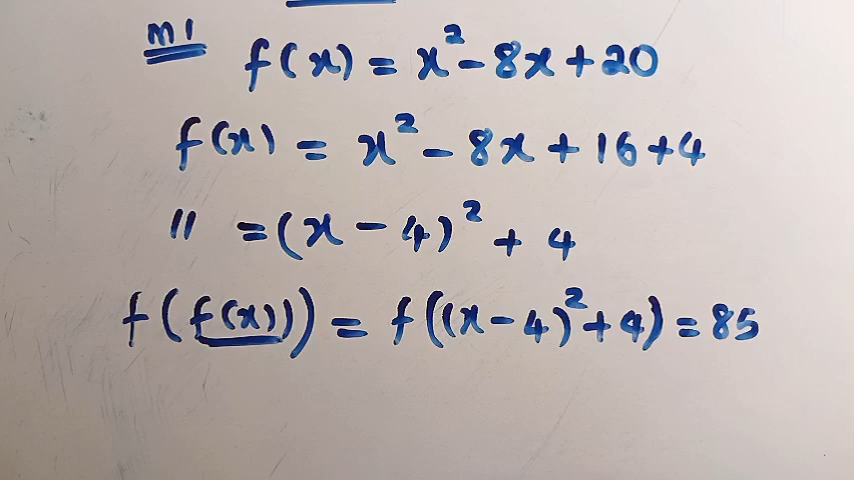 m1
f(x) = x² - 8x + 20
f(x) = x² - 8x + 16 + 4
" = (x - 4)² + 4
f(f(x)) = f((x - 4)² + 4) = 85